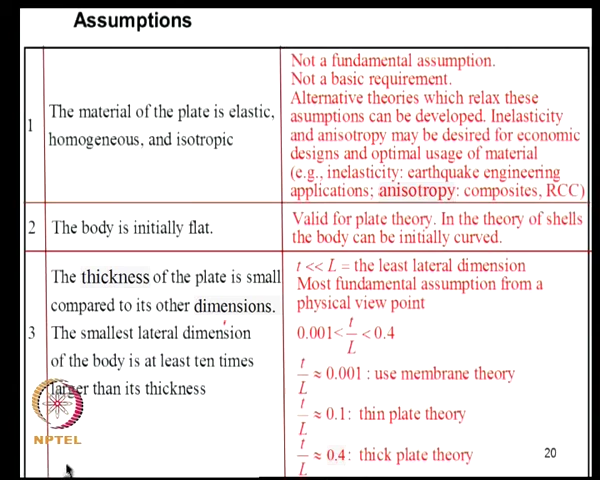 Assumptions
1
The material of the plate is elastic,
homogeneous, and isotropic
Not a fundamental assumption.
Not a basic requirement.
Alternative theories which relax these
asumptions can be developed. Inelasticity
and anisotropy may be desired for economic
designs and optimal usage of material
(e.g., inelasticity: earthquake engineering
applications; anisotropy: composites, RCC)
2
The body is initially flat.
Valid for plate theory. In the theory of shells
the body can be initially curved.
3
The thickness of the plate is small
compared to its other dimensions.
The smallest lateral dimension
of the body is at least ten times
larger than its thickness
t << L = the least lateral dimension
Most fundamental assumption from a
physical view point
0.001 < t/L < 0.4
t/L ≈ 0.001 : use membrane theory
t/L ≈ 0.1: thin plate theory
t/L ≈ 0.4: thick plate theory
NPTEL
20